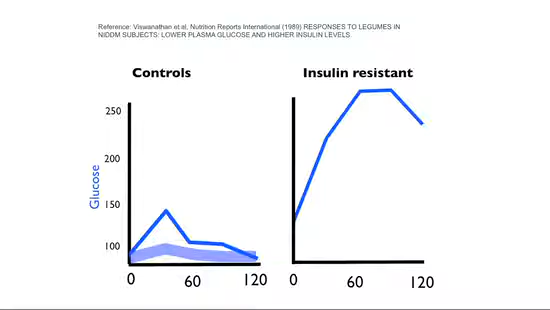 Reference: Viswanathan et al, Nutrition Reports International (1989) RESPONSES TO LEGUMES IN
NIDDM SUBJECTS: LOWER PLASMA GLUCOSE AND HIGHER INSULIN LEVELS.
Controls
Insulin resistant
250
200
150
100
Glucose
0 60 120
0 60 120